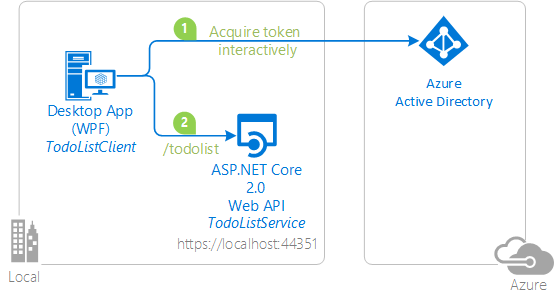 1
Acquire token
interactively
Azure
Active Directory
Desktop App
(WPF)
TodoListClient
2
/todolist
ASP.NET Core
2.0
Web API
TodoListService
https://localhost:44351
Local
Azure